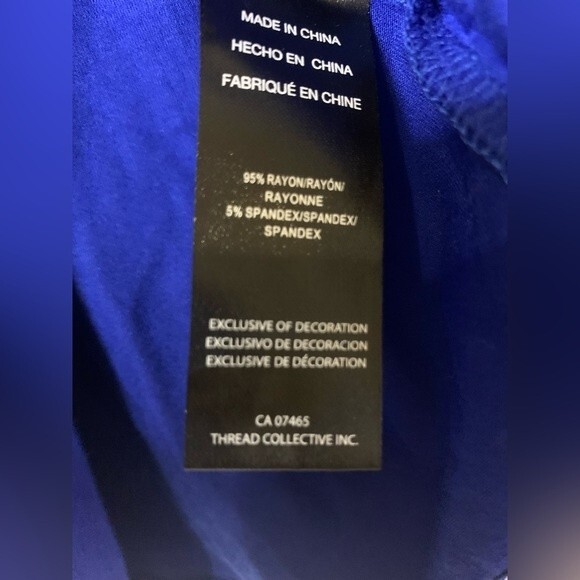 MADE IN CHINA
HECHO EN CHINA
FABRIQUÉ EN CHINE
95% RAYON/RAYÓN/
RAYONNE
5% SPANDEX/SPANDEX/
SPANDEX
EXCLUSIVE OF DECORATION
EXCLUSIVO DE DECORACION
EXCLUSIVE DE DÉCORATION
CA 07465
THREAD COLLECTIVE INC.